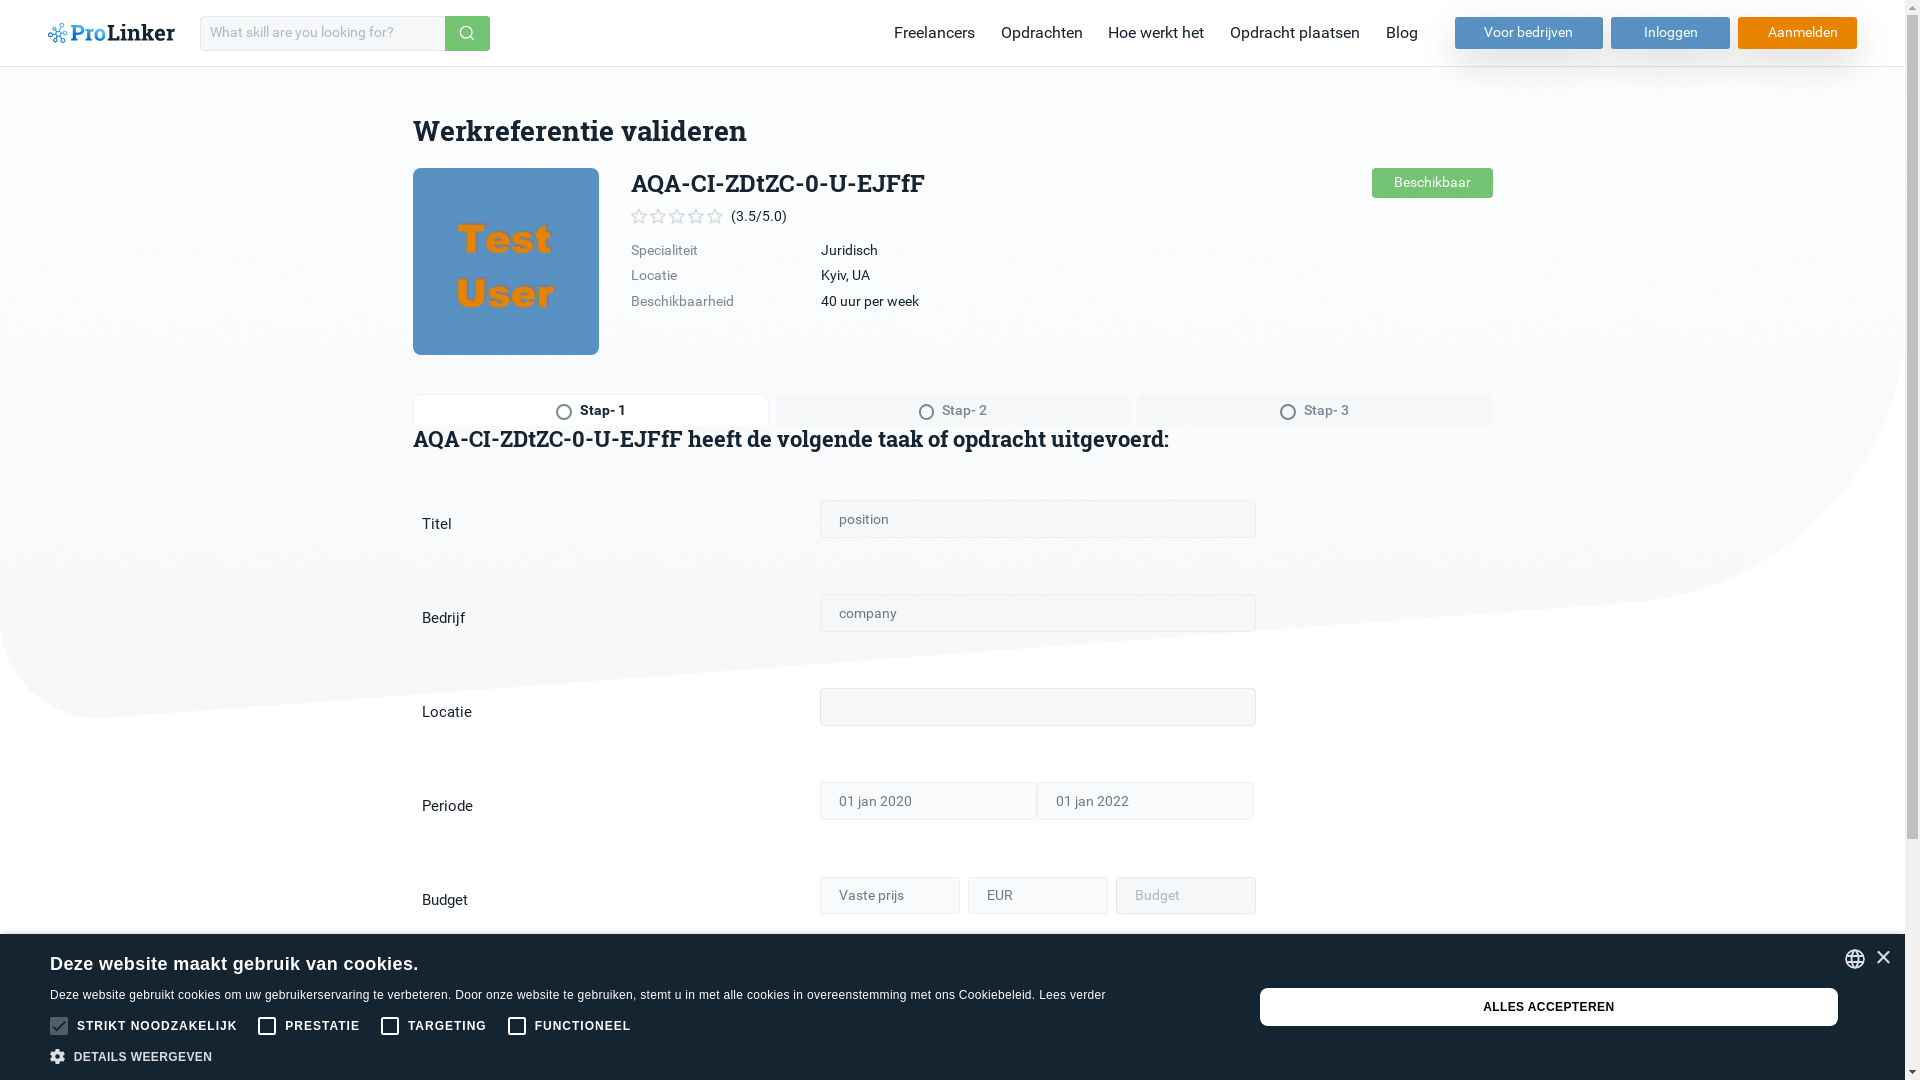 ProLinker
What skill are you looking for?
Freelancers
Opdrachten
Hoe werkt het
Opdracht plaatsen
Blog
Voor bedrijven
Inloggen
Aanmelden
Werkreferentie valideren
Test
User
AQA-CI-ZDtZC-0-U-EJFfF
Beschikbaar
(3.5/5.0)
Specialiteit Juridisch
Locatie Kyiv, UA
Beschikbaarheid 40 uur per week
Stap- 1
Stap- 2
Stap- 3
AQA-CI-ZDtZC-0-U-EJFfF heeft de volgende taak of opdracht uitgevoerd:
Titel position
Bedrijf company
Locatie
Periode 01 jan 2020 01 jan 2022
Budget Vaste prijs EUR Budget
Deze website maakt gebruik van cookies.
Deze website gebruikt cookies om uw gebruikerservaring te verbeteren. Door onze website te gebruiken, stemt u in met alle cookies in overeenstemming met ons Cookiebeleid. Lees verder
STRIKT NOODZAKELIJK PRESTATIE TARGETING FUNCTIONEEL
DETAILS WEERGEVEN
ALLES ACCEPTEREN